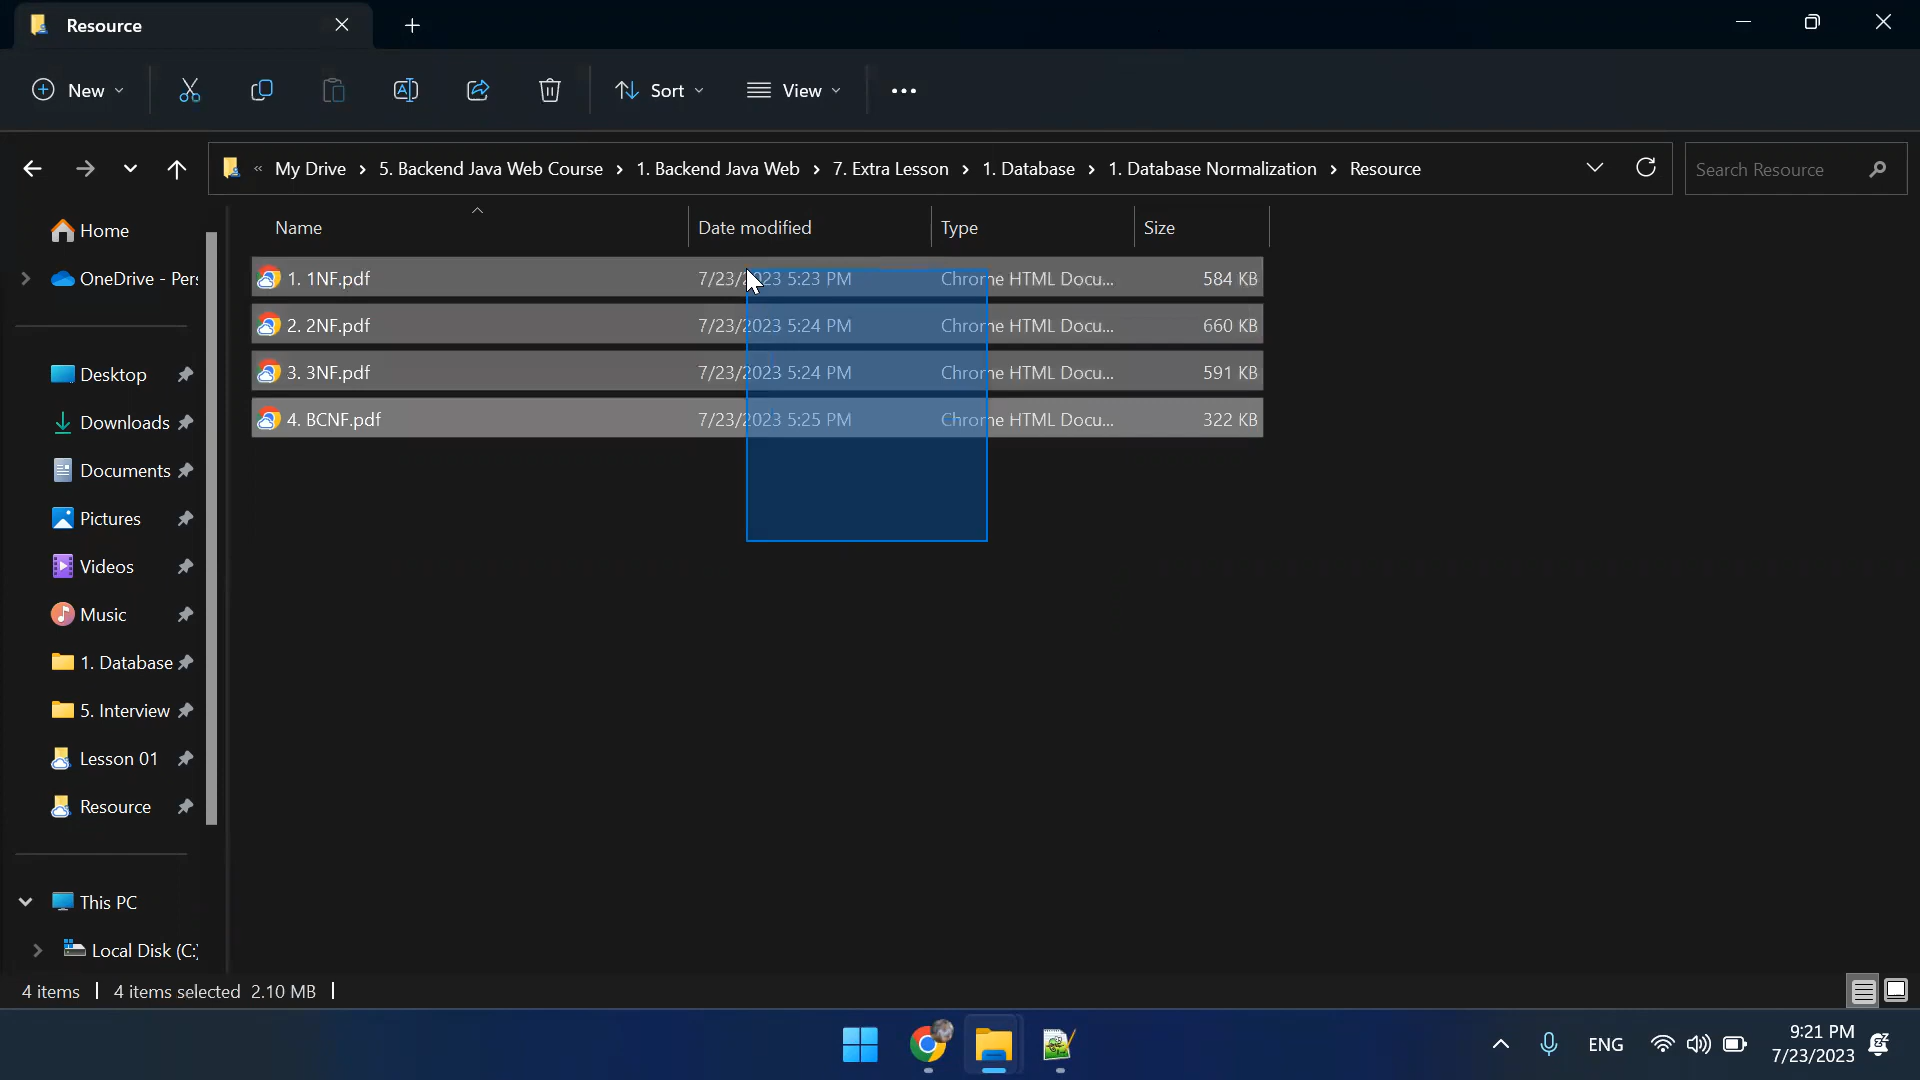 Resource
New
Sort
View
« My Drive > 5. Backend Java Web Course > 1. Backend Java Web > 7. Extra Lesson > 1. Database > 1. Database Normalization > Resource
Search Resource
Name Date modified Type Size
1. 1NF.pdf 7/23/2023 5:23 PM Chrome HTML Docu... 584 KB
2. 2NF.pdf 7/23/2023 5:24 PM Chrome HTML Docu... 660 KB
3. 3NF.pdf 7/23/2023 5:24 PM Chrome HTML Docu... 591 KB
4. BCNF.pdf 7/23/2023 5:25 PM Chrome HTML Docu... 322 KB
Home
OneDrive - Pers
Desktop
Downloads
Documents
Pictures
Videos
Music
1. Database
5. Interview
Lesson 01
Resource
This PC
Local Disk (C:)
4 items | 4 items selected 2.10 MB |
ENG
9:21 PM
7/23/2023